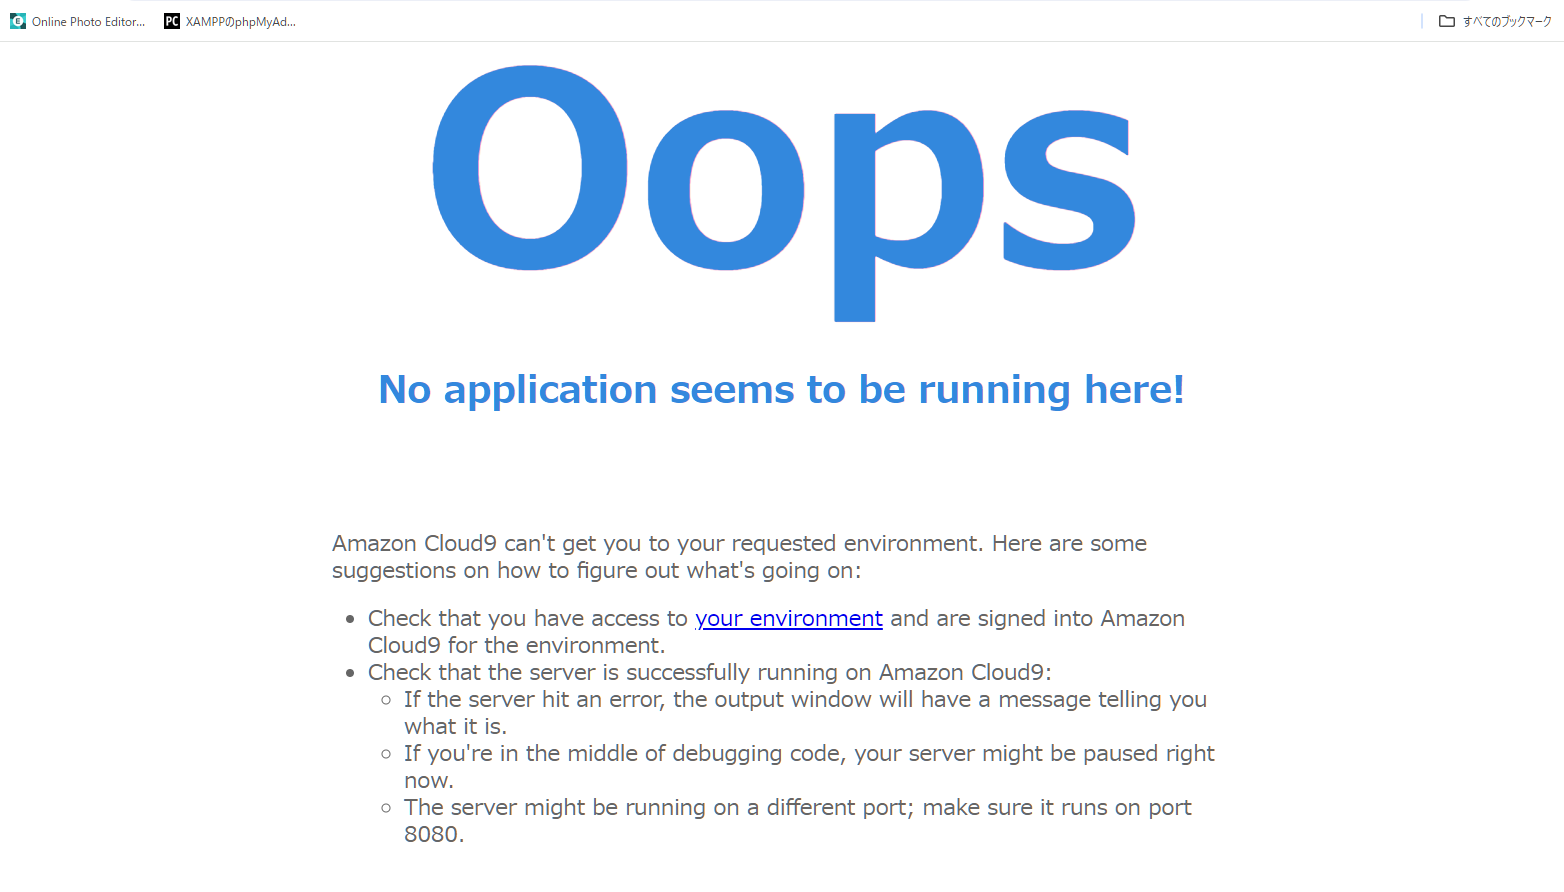 Online Photo Editor...
XAMPPのphpMyAd...
すべてのブックマーク
Oops
No application seems to be running here!
Amazon Cloud9 can't get you to your requested environment. Here are some
suggestions on how to figure out what's going on:
Check that you have access to your environment and are signed into Amazon
Cloud9 for the environment.
Check that the server is successfully running on Amazon Cloud9:
If the server hit an error, the output window will have a message telling you
what it is.
If you're in the middle of debugging code, your server might be paused right
now.
The server might be running on a different port; make sure it runs on port
8080.